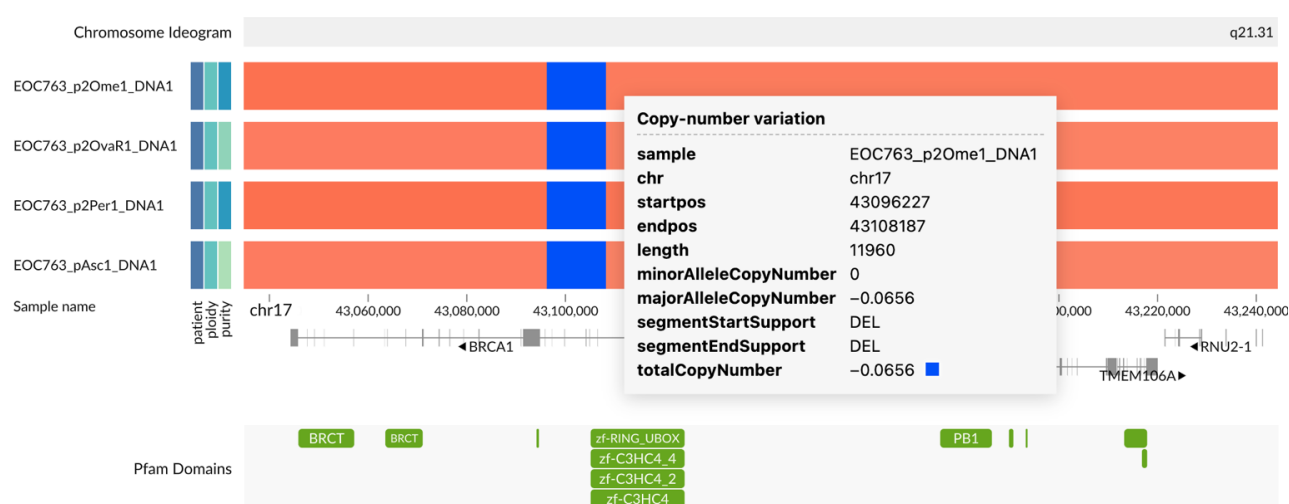 Chromosome Ideogram
q21.31
EOC763_p2Ome1_DNA1
EOC763_p2OvaR1_DNA1
EOC763_p2Per1_DNA1
EOC763_pAsc1_DNA1
Copy-number variation
sample EOC763_p2Ome1_DNA1
chr chr17
startpos 43096227
endpos 43108187
length 11960
minorAlleleCopyNumber 0
majorAlleleCopyNumber −0.0656
segmentStartSupport DEL
segmentEndSupport DEL
totalCopyNumber −0.0656
Sample name
patient
ploidy
purity
chr17 43,060,000 43,080,000 43,100,000 00,000 43,220,000 43,240,000
◄BRCA1
◄RNU2-1
TMEM106A►
Pfam Domains
BRCT BRCT zf-RING_UBOX PB1
zf-C3HC4_4
zf-C3HC4_2
zf-C3HC4